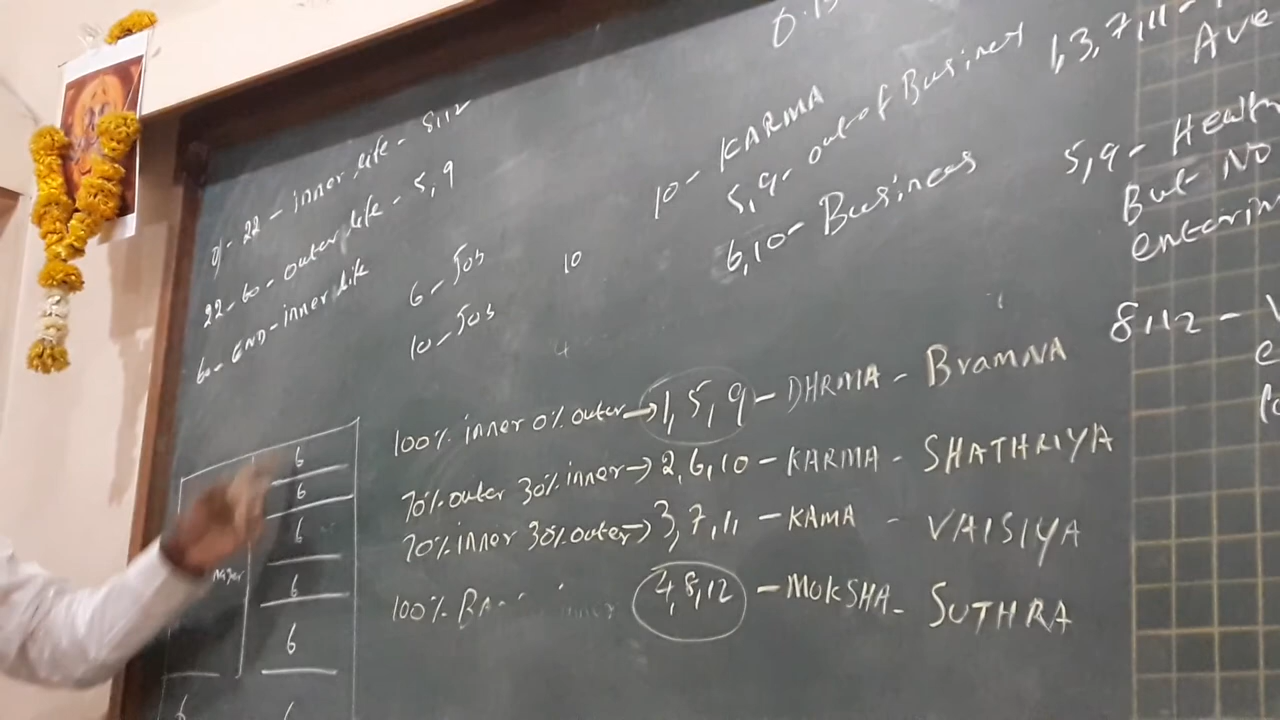 0-22-inner life-8,12
22-60-outer life-5,9
60-END-inner life
6-Job
10-Job
10
10-KARMA
5,9-out of Business
6,10-Business
1,3,7,11-
Ave
5,9-Healt
But No
enterin
8,12-
100% inner 0% outer→1,5,9-DHRMA-BramNA
70% outer 30% inner→2,6,10-KARMA-SHATHRIYA
70% inner 30% outer→3,7,11-KAMA-VAISIYA
100% 4,8,12-MOKSHA-SUTHRA
6
6
6
6
6